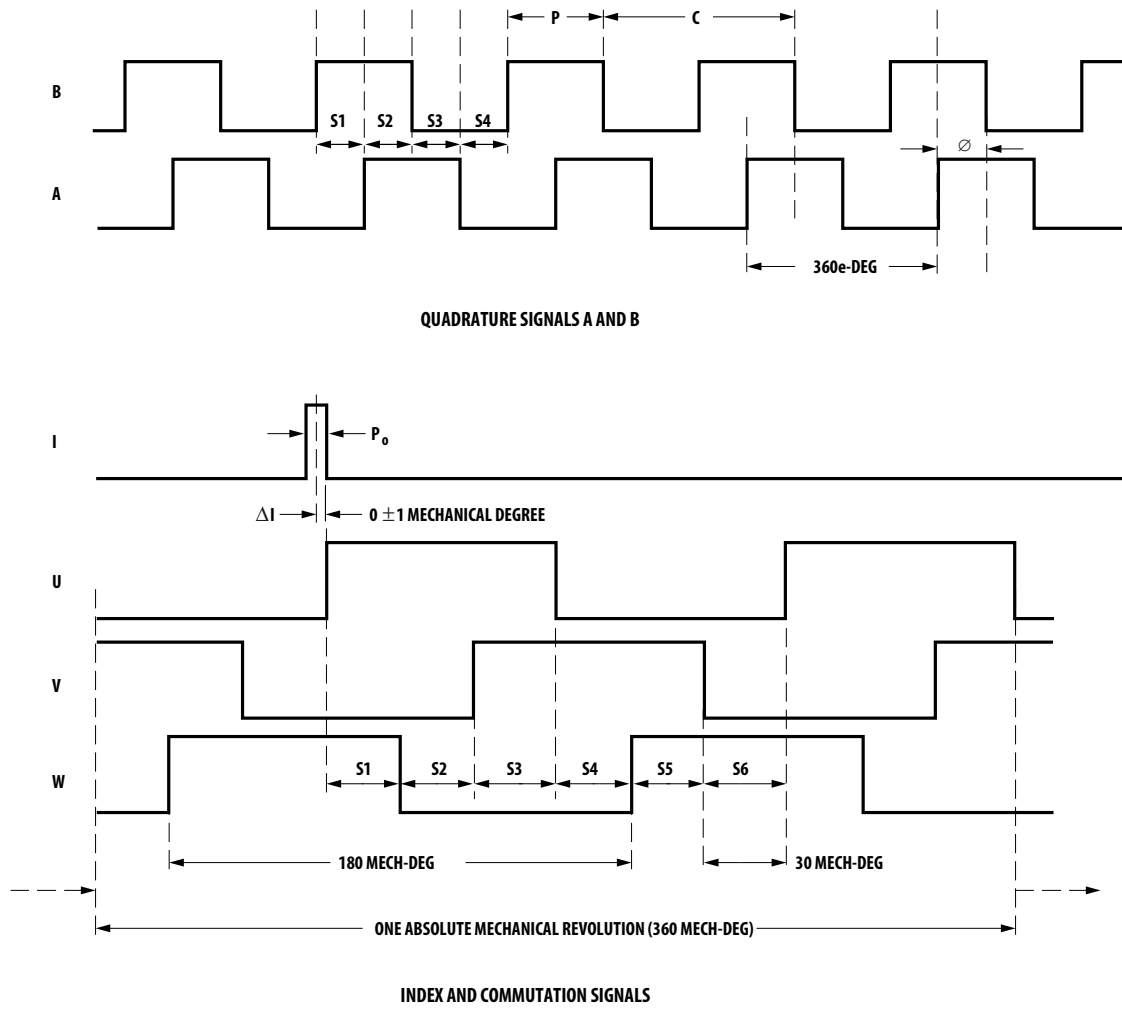 P C
B
S1 S2 S3 S4
Ø
A
360e-DEG
QUADRATURE SIGNALS A AND B
I
Po
ΔI 0 ±1 MECHANICAL DEGREE
U
V
W
S1 S2 S3 S4 S5 S6
180 MECH-DEG 30 MECH-DEG
ONE ABSOLUTE MECHANICAL REVOLUTION (360 MECH-DEG)
INDEX AND COMMUTATION SIGNALS